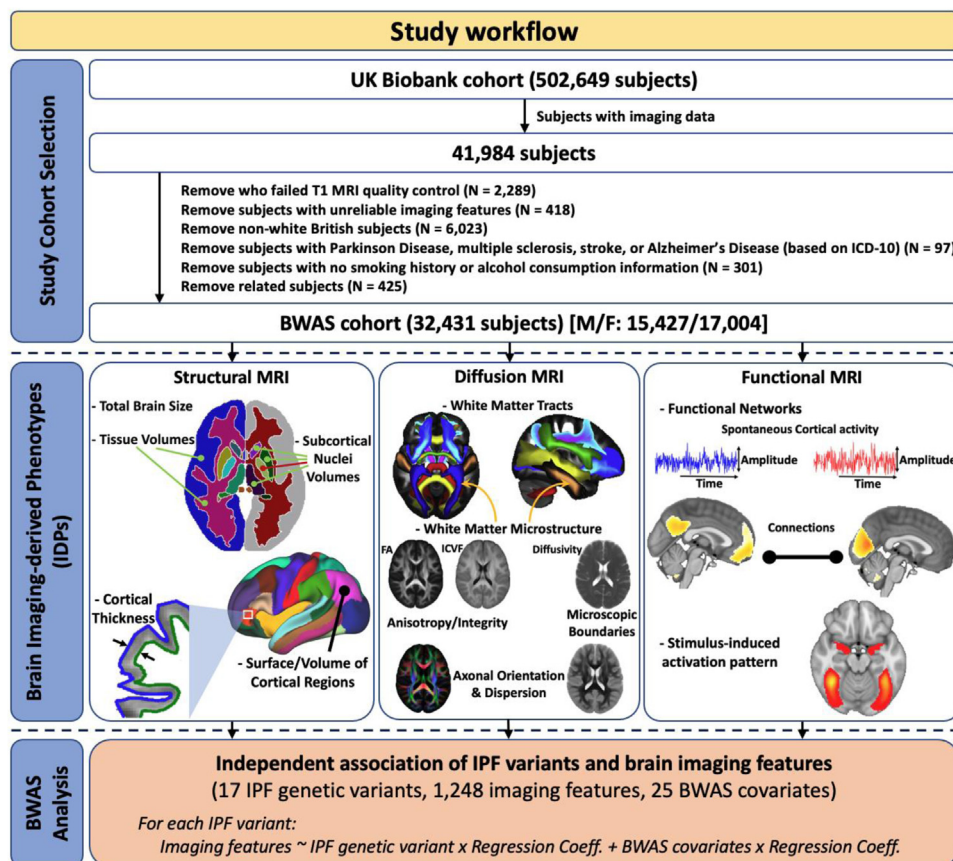 Study workflow
Study Cohort Selection
UK Biobank cohort (502,649 subjects)
Subjects with imaging data
41,984 subjects
Remove who failed T1 MRI quality control (N = 2,289)
Remove subjects with unreliable imaging features (N = 418)
Remove non-white British subjects (N = 6,023)
Remove subjects with Parkinson Disease, multiple sclerosis, stroke, or Alzheimer's Disease (based on ICD-10) (N = 97)
Remove subjects with no smoking history or alcohol consumption information (N = 301)
Remove related subjects (N = 425)
BWAS cohort (32,431 subjects) [M/F: 15,427/17,004]
Brain Imaging-derived Phenotypes
(IDPs)
Structural MRI
- Total Brain Size
- Tissue Volumes
- Subcortical
Nuclei
Volumes
- Cortical
Thickness
- Surface/Volume of
Cortical Regions
Diffusion MRI
- White Matter Tracts
- White Matter Microstructure
FA
ICVF
Diffusivity
Anisotropy/Integrity
Microscopic
Boundaries
Axonal Orientation
& Dispersion
Functional MRI
- Functional Networks
Spontaneous Cortical activity
Amplitude
Time
Amplitude
Time
Connections
- Stimulus-induced
activation pattern
BWAS
Analysis
Independent association of IPF variants and brain imaging features
(17 IPF genetic variants, 1,248 imaging features, 25 BWAS covariates)
For each IPF variant:
Imaging features ~ IPF genetic variant x Regression Coeff. + BWAS covariates x Regression Coeff.